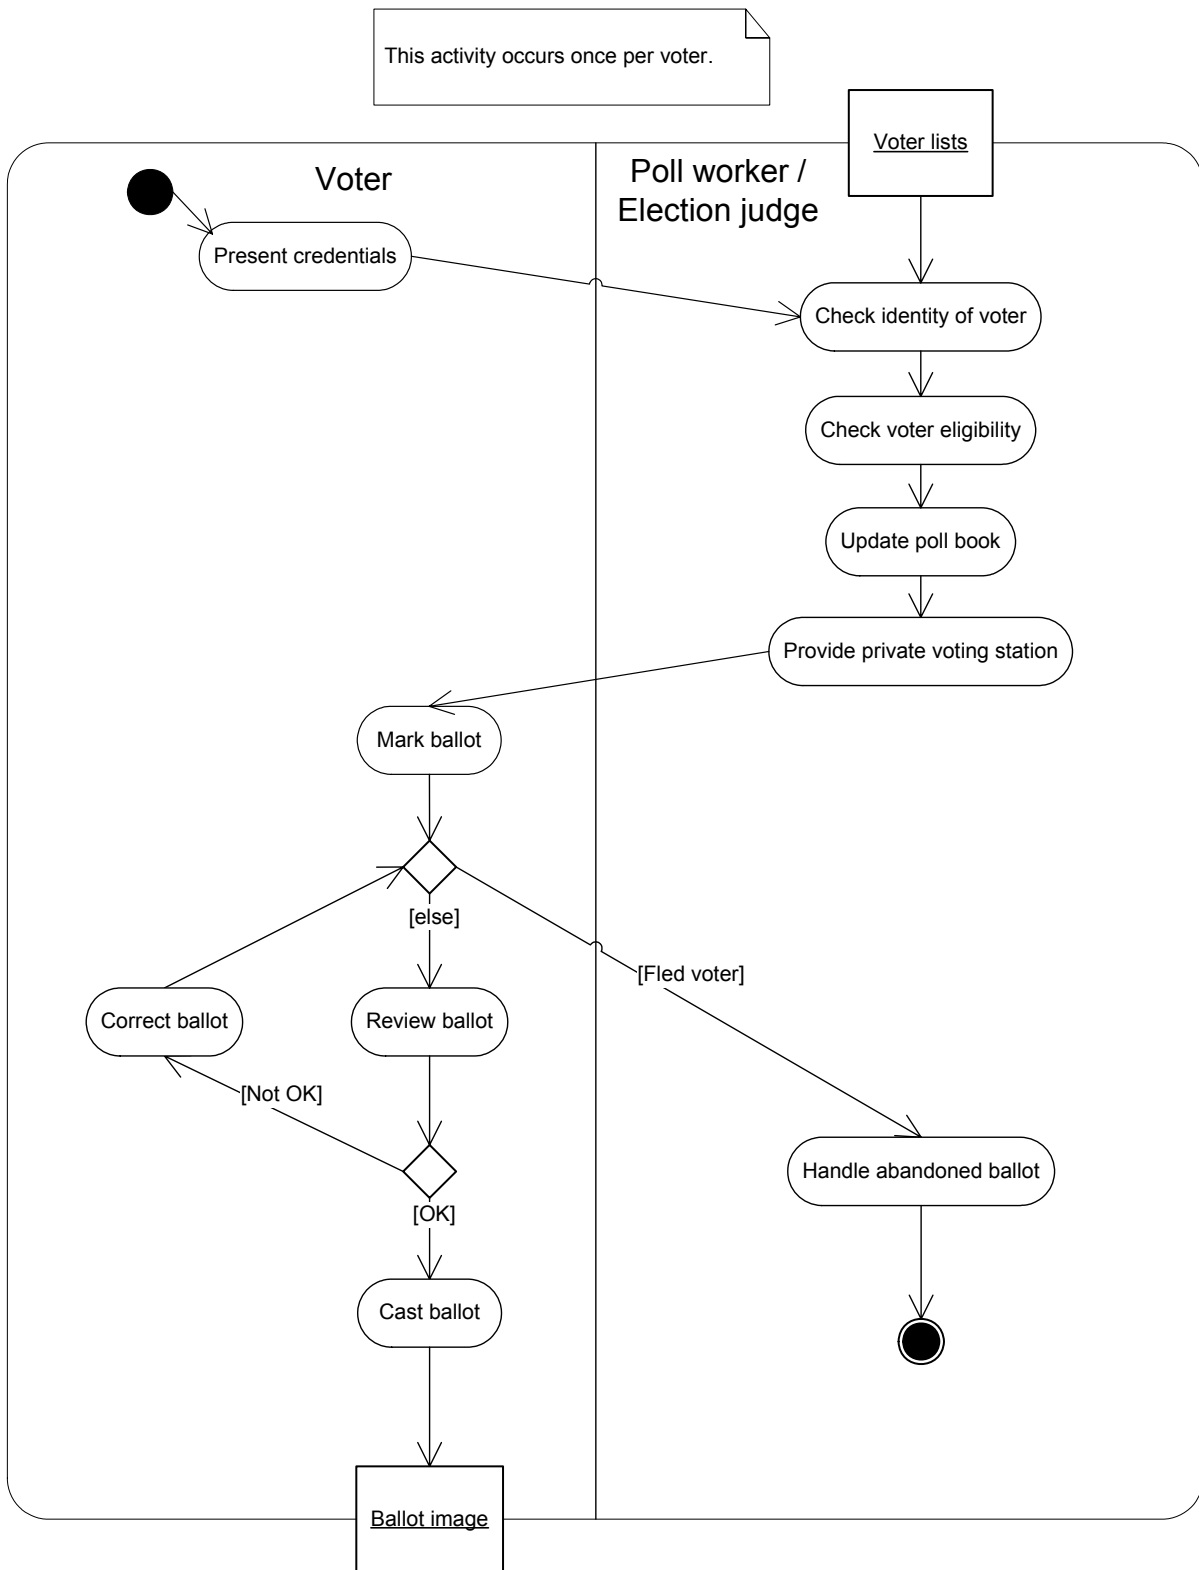 This activity occurs once per voter.
Voter lists
Voter
Poll worker /
Election judge
Present credentials
Check identity of voter
Check voter eligibility
Update poll book
Provide private voting station
Mark ballot
[else]
[Fled voter]
Correct ballot
Review ballot
[Not OK]
Handle abandoned ballot
[OK]
Cast ballot
Ballot image